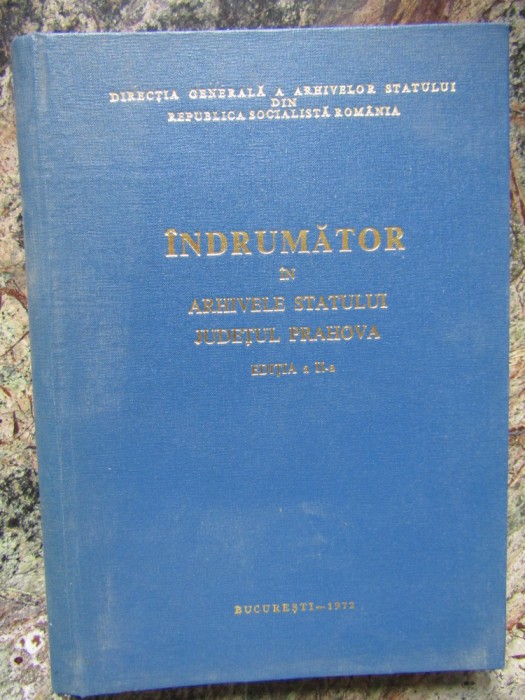 DIRECȚIA GENERALĂ A ARHIVELOR STATULUI
DIN
REPUBLICA SOCIALISTĂ ROMÂNIA
ÎNDRUMĂTOR
ÎN
ARHIVELE STATULUI
JUDEȚUL PRAHOVA
EDIȚIA a II-a
BUCUREȘTI—1972